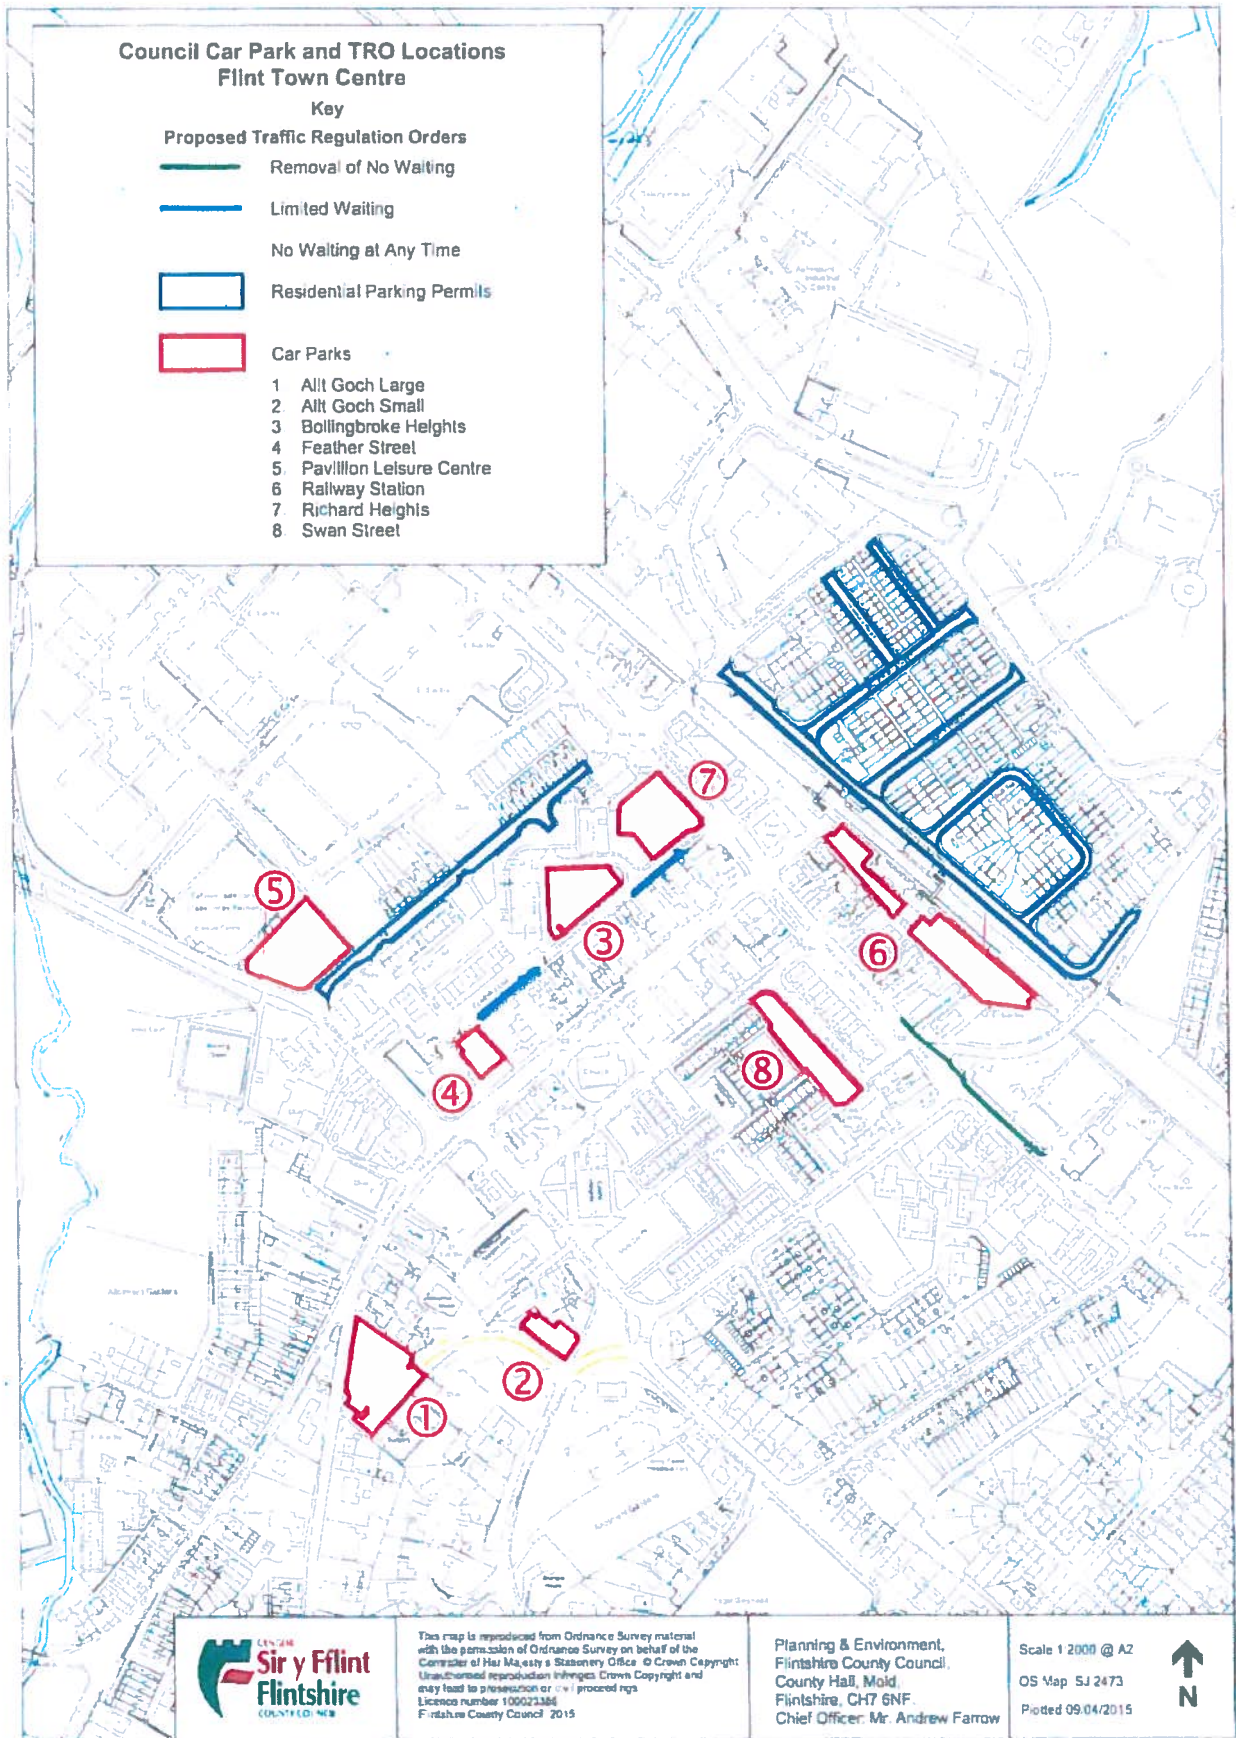 Council Car Park and TRO Locations
Flint Town Centre
Key
Proposed Traffic Regulation Orders
Removal of No Waiting
Limited Waiting
No Waiting at Any Time
Residential Parking Permits
Car Parks
1 Allt Goch Large
2 Allt Goch Small
3 Bollingbroke Heights
4 Feather Street
5 Pavillion Leisure Centre
6 Railway Station
7 Richard Heights
8 Swan Street
7
5
3
6
4
8
2
1
Sir y Fflint
Flintshire
COUNTY COUNCIL
This map is reproduced from Ordnance Survey material
with the permission of Ordnance Survey on behalf of the
Controller of Her Majesty's Stationery Office © Crown Copyright
Unauthorised reproduction infringes Crown Copyright and
may lead to prosecution or civil proceedings
Licence number 100023386
Flintshire County Council 2015
Planning & Environment,
Flintshire County Council,
County Hall, Mold
Flintshire, CH7 6NF.
Chief Officer: Mr. Andrew Farrow
Scale 1:2000 @ A2
OS Map SJ 2473
Plotted 09/04/2015
N